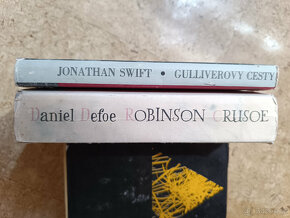 JONATHAN SWIFT • GULLIVEROVY CESTY
Daniel Defoe ROBINSON CRUSOE